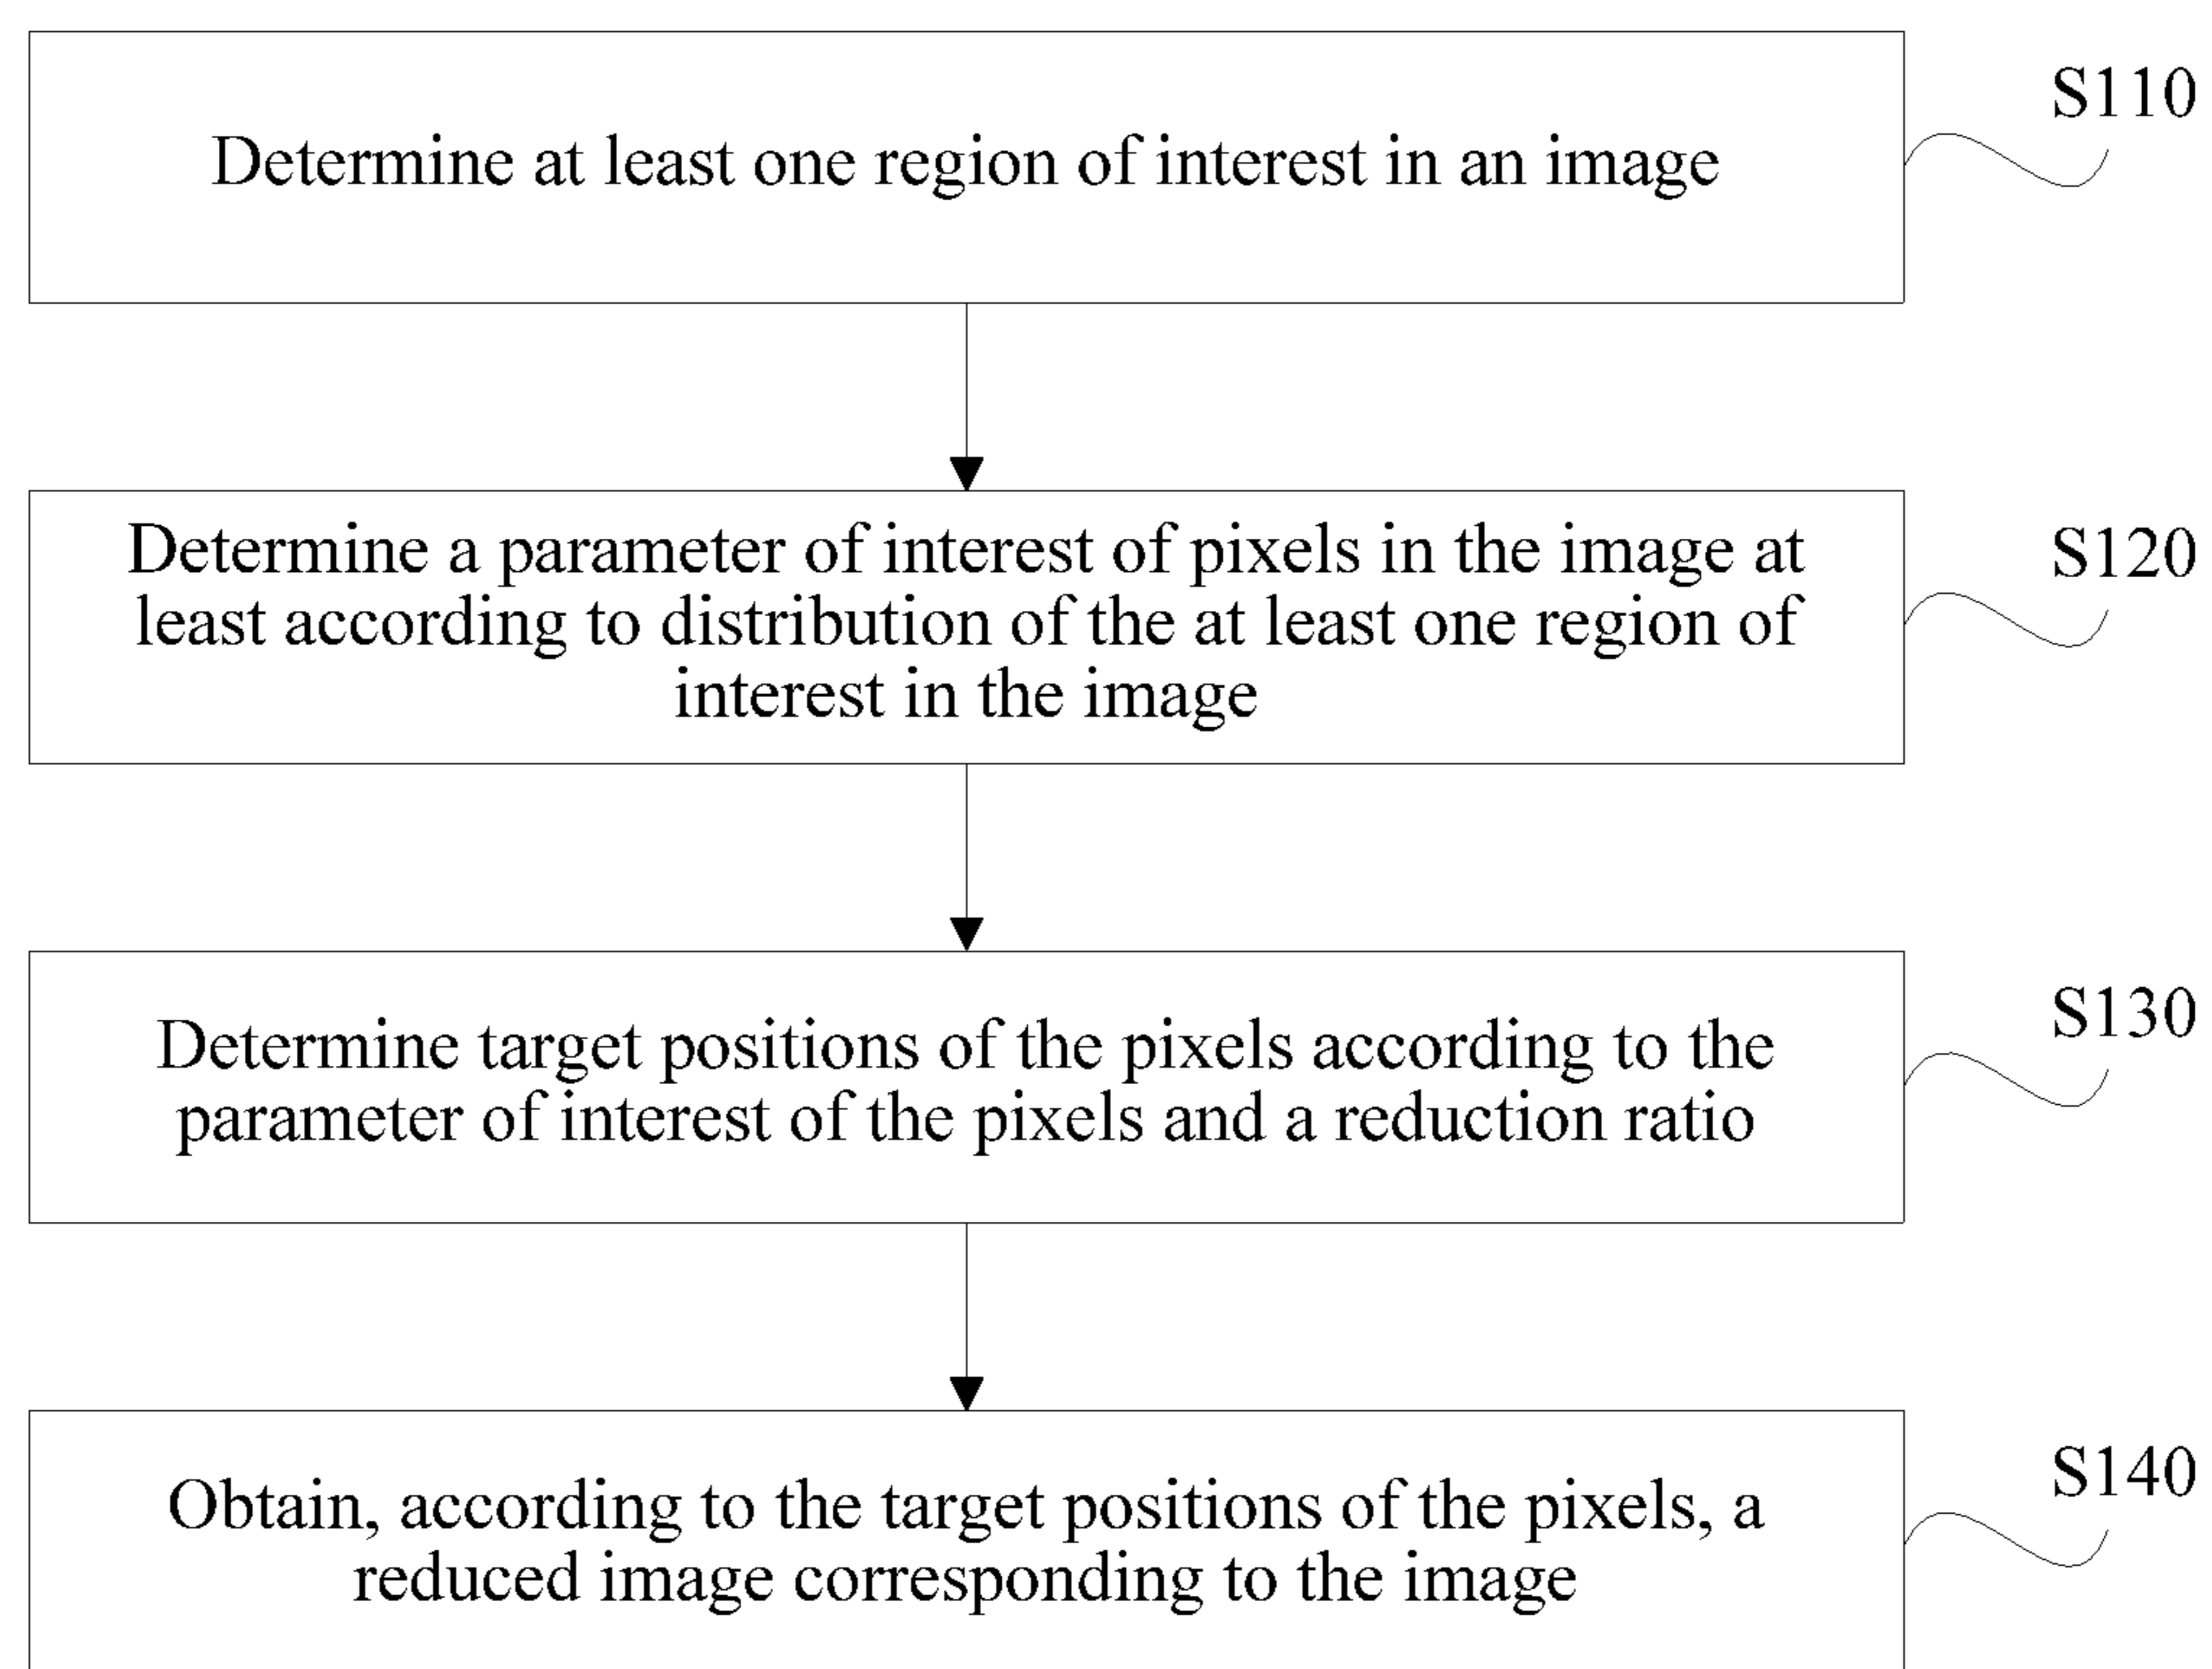 Determine at least one region of interest in an image
S110
Determine a parameter of interest of pixels in the image at
least according to distribution of the at least one region of
interest in the image
S120
Determine target positions of the pixels according to the
parameter of interest of the pixels and a reduction ratio
S130
Obtain, according to the target positions of the pixels, a
reduced image corresponding to the image
S140